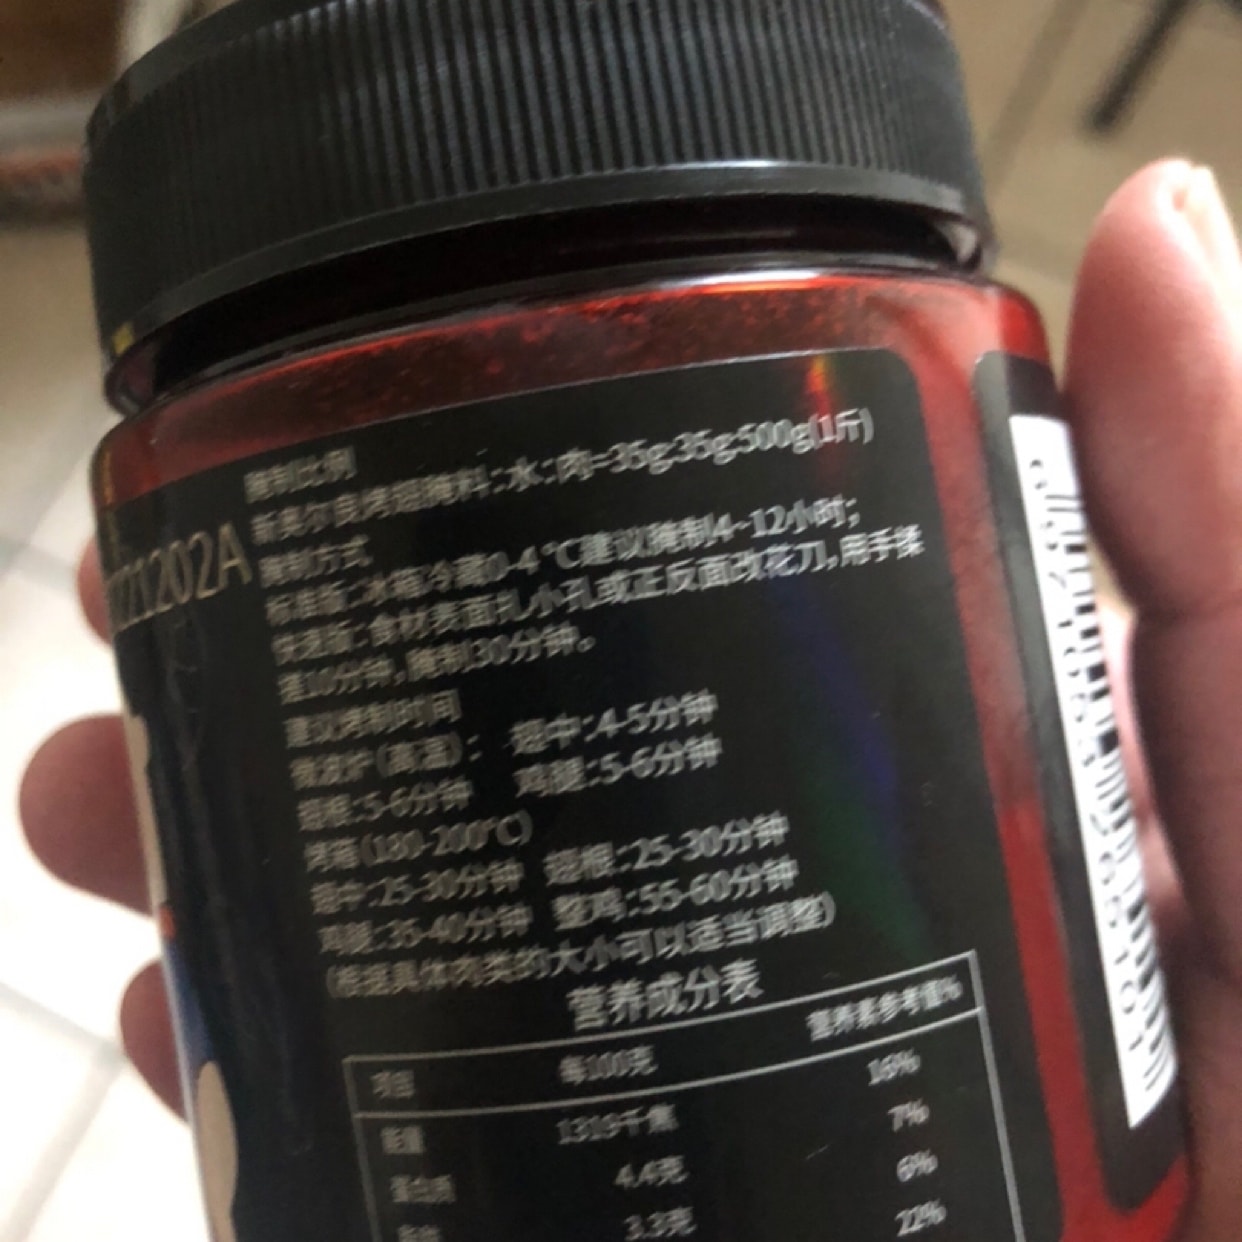 腌制比例
新奥尔良烤翅腌料:水:肉=35g:35g:500g(1斤)
腌制方式
标准版:冰箱冷藏0-4℃建议腌制4-12小时;
快速版:食材表面扎小孔或正反面改花刀,用手揉
搓10分钟,腌制30分钟。
建议烤制时间
微波炉(高温): 翅中:4-5分钟
翅根:5-6分钟 鸡腿:5-6分钟
烤箱(180-200℃)
翅中:25-30分钟 翅根:25-30分钟
鸡腿:35-40分钟 整鸡:55-60分钟
(根据具体肉类的大小可以适当调整)
营养成分表
项目 每100克 营养素参考值%
能量 1319千焦 16%
蛋白质 4.4克 7%
3.3克 6%
22%
1202A